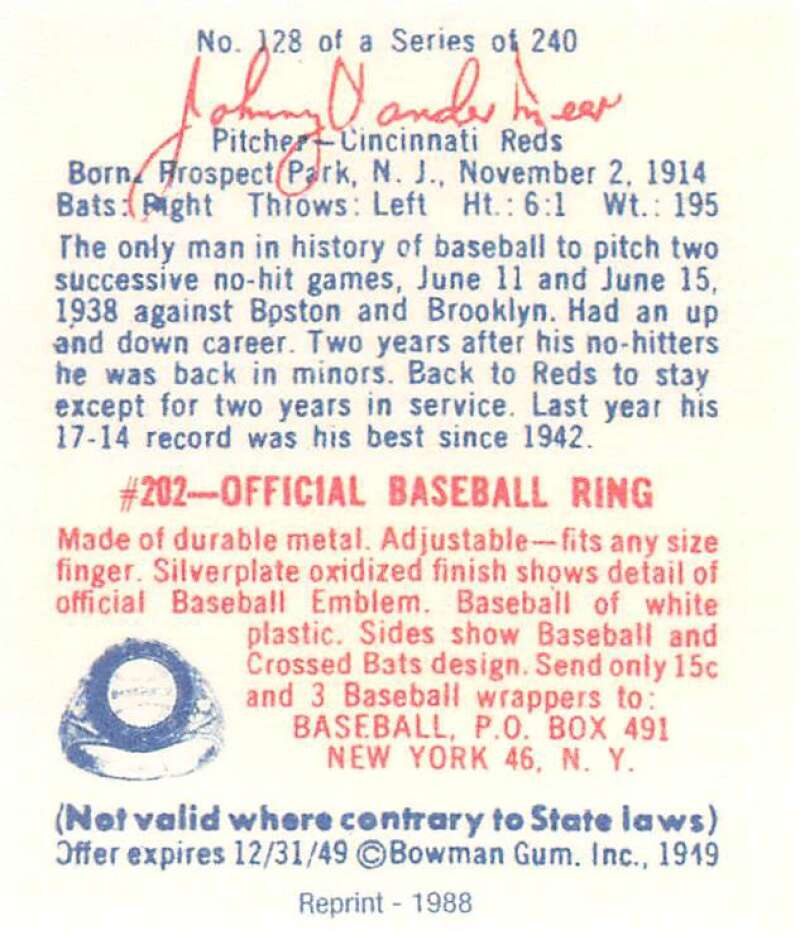 No. 128 of a Series of 240
Johnny Vander Meer
Pitcher—Cincinnati Reds
Born. Prospect Park, N. J., November 2, 1914
Bats: Right Throws: Left Ht.: 6:1 Wt.: 195
The only man in history of baseball to pitch two
successive no-hit games, June 11 and June 15,
1938 against Boston and Brooklyn. Had an up
and down career. Two years after his no-hitters
he was back in minors. Back to Reds to stay
except for two years in service. Last year his
17-14 record was his best since 1942.
#202—OFFICIAL BASEBALL RING
Made of durable metal. Adjustable—fits any size
finger. Silverplate oxidized finish shows detail of
official Baseball Emblem. Baseball of white
plastic. Sides show Baseball and
Crossed Bats design. Send only 15c
and 3 Baseball wrappers to:
BASEBALL, P.O. BOX 491
NEW YORK 46, N. Y.
BASEBALL
(Not valid where contrary to State laws)
Offer expires 12/31/49 ©Bowman Gum. Inc., 1949
Reprint - 1988